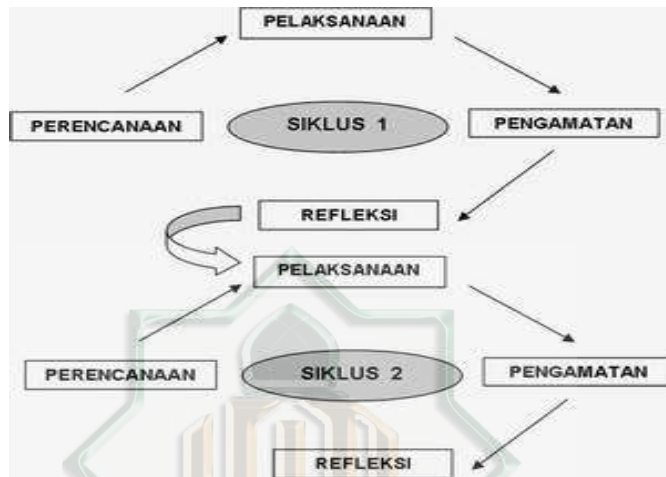 PELAKSANAAN
PERENCANAAN
SIKLUS 1
PENGAMATAN
REFLEKSI
PELAKSANAAN
PERENCANAAN
SIKLUS 2
PENGAMATAN
REFLEKSI